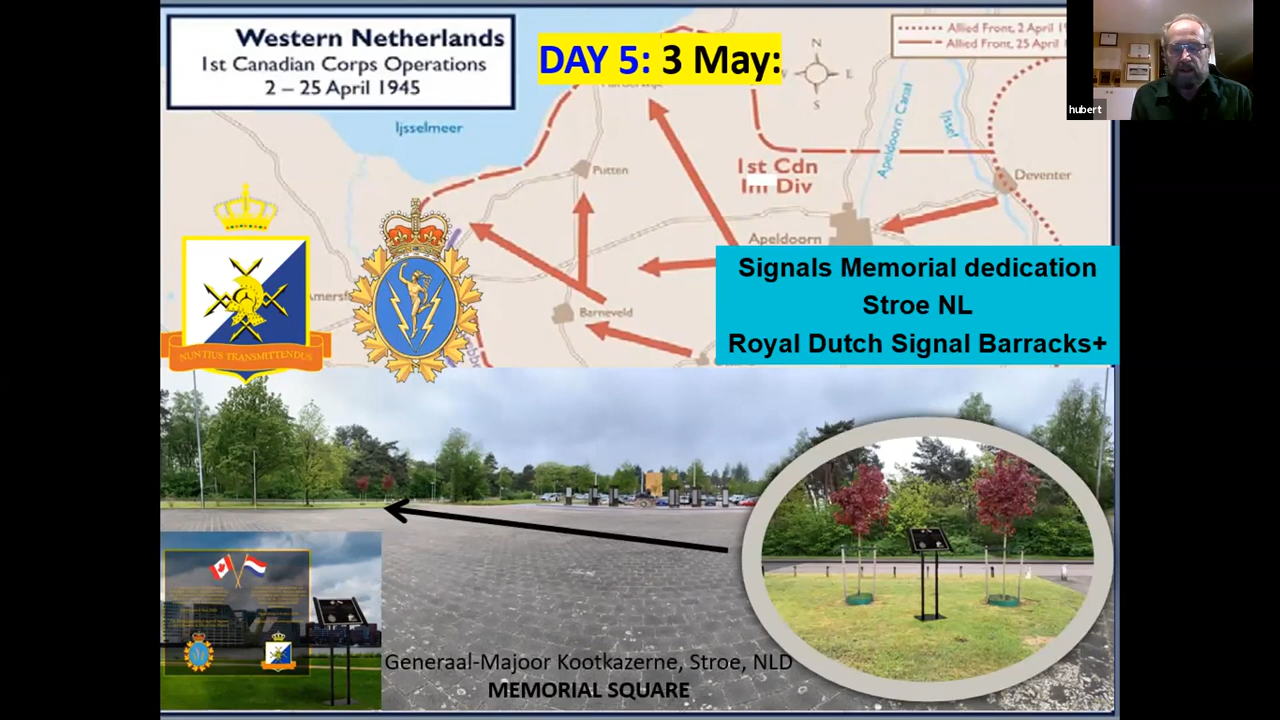 Western Netherlands
1st Canadian Corps Operations
2 – 25 April 1945
DAY 5: 3 May:
Allied Front, 2 April
Allied Front, 25 April
hubert
N
E
S
Ijsselmeer
Apeldoorn Canal
Ijssel
Putten
1st Cdn
Inf Div
Deventer
Apeldoorn
Barneveld
NUNTIUS TRANSMITTENDUS
Signals Memorial dedication
Stroe NL
Royal Dutch Signal Barracks+
Generaal-Majoor Kootkazerne, Stroe, NLD
MEMORIAL SQUARE